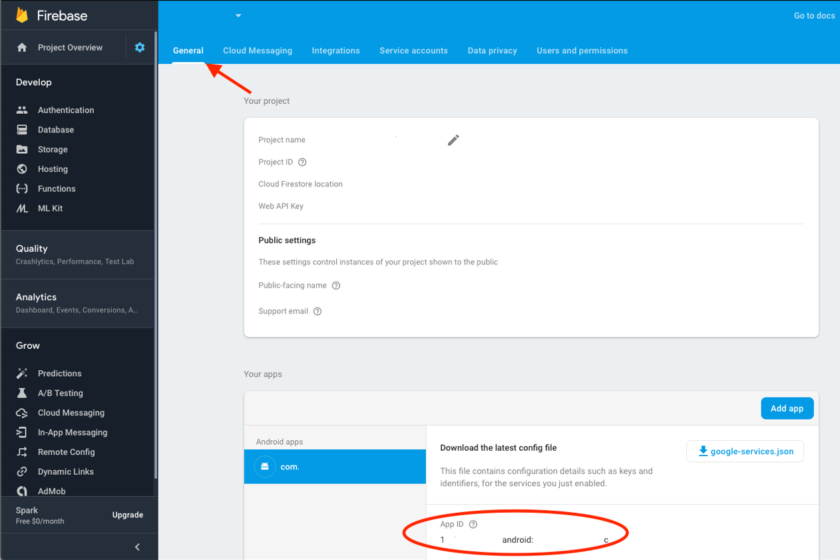 Firebase
Go to docs
Project Overview
General Cloud Messaging Integrations Service accounts Data privacy Users and permissions
Develop
Authentication
Database
Storage
Hosting
Functions
ML Kit
Quality
Crashlytics, Performance, Test Lab
Analytics
Dashboard, Events, Conversions, A...
Grow
Predictions
A/B Testing
Cloud Messaging
In-App Messaging
Remote Config
Dynamic Links
AdMob
Spark
Free $0/month
Upgrade
Your project
Project name
Project ID
Cloud Firestore location
Web API Key
Public settings
These settings control instances of your project shown to the public
Public-facing name
Support email
Your apps
Add app
Android apps
com.
Download the latest config file
google-services.json
This file contains configuration details such as keys and
identifiers, for the services you just enabled.
App ID
1 android: c